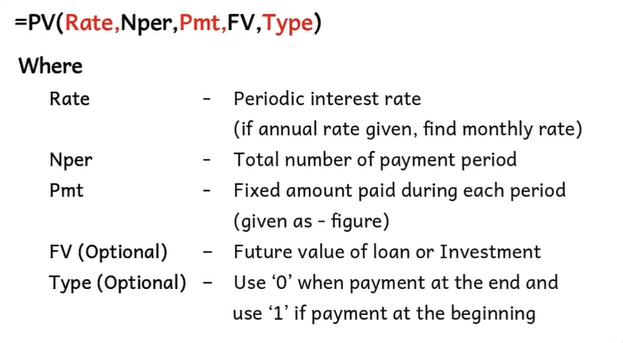 =PV(Rate,Nper,Pmt,FV,Type)
Where
Rate - Periodic interest rate
(if annual rate given, find monthly rate)
Nper - Total number of payment period
Pmt - Fixed amount paid during each period
(given as - figure)
FV (Optional) - Future value of loan or Investment
Type (Optional) - Use ‘0’ when payment at the end and
use ‘1’ if payment at the beginning